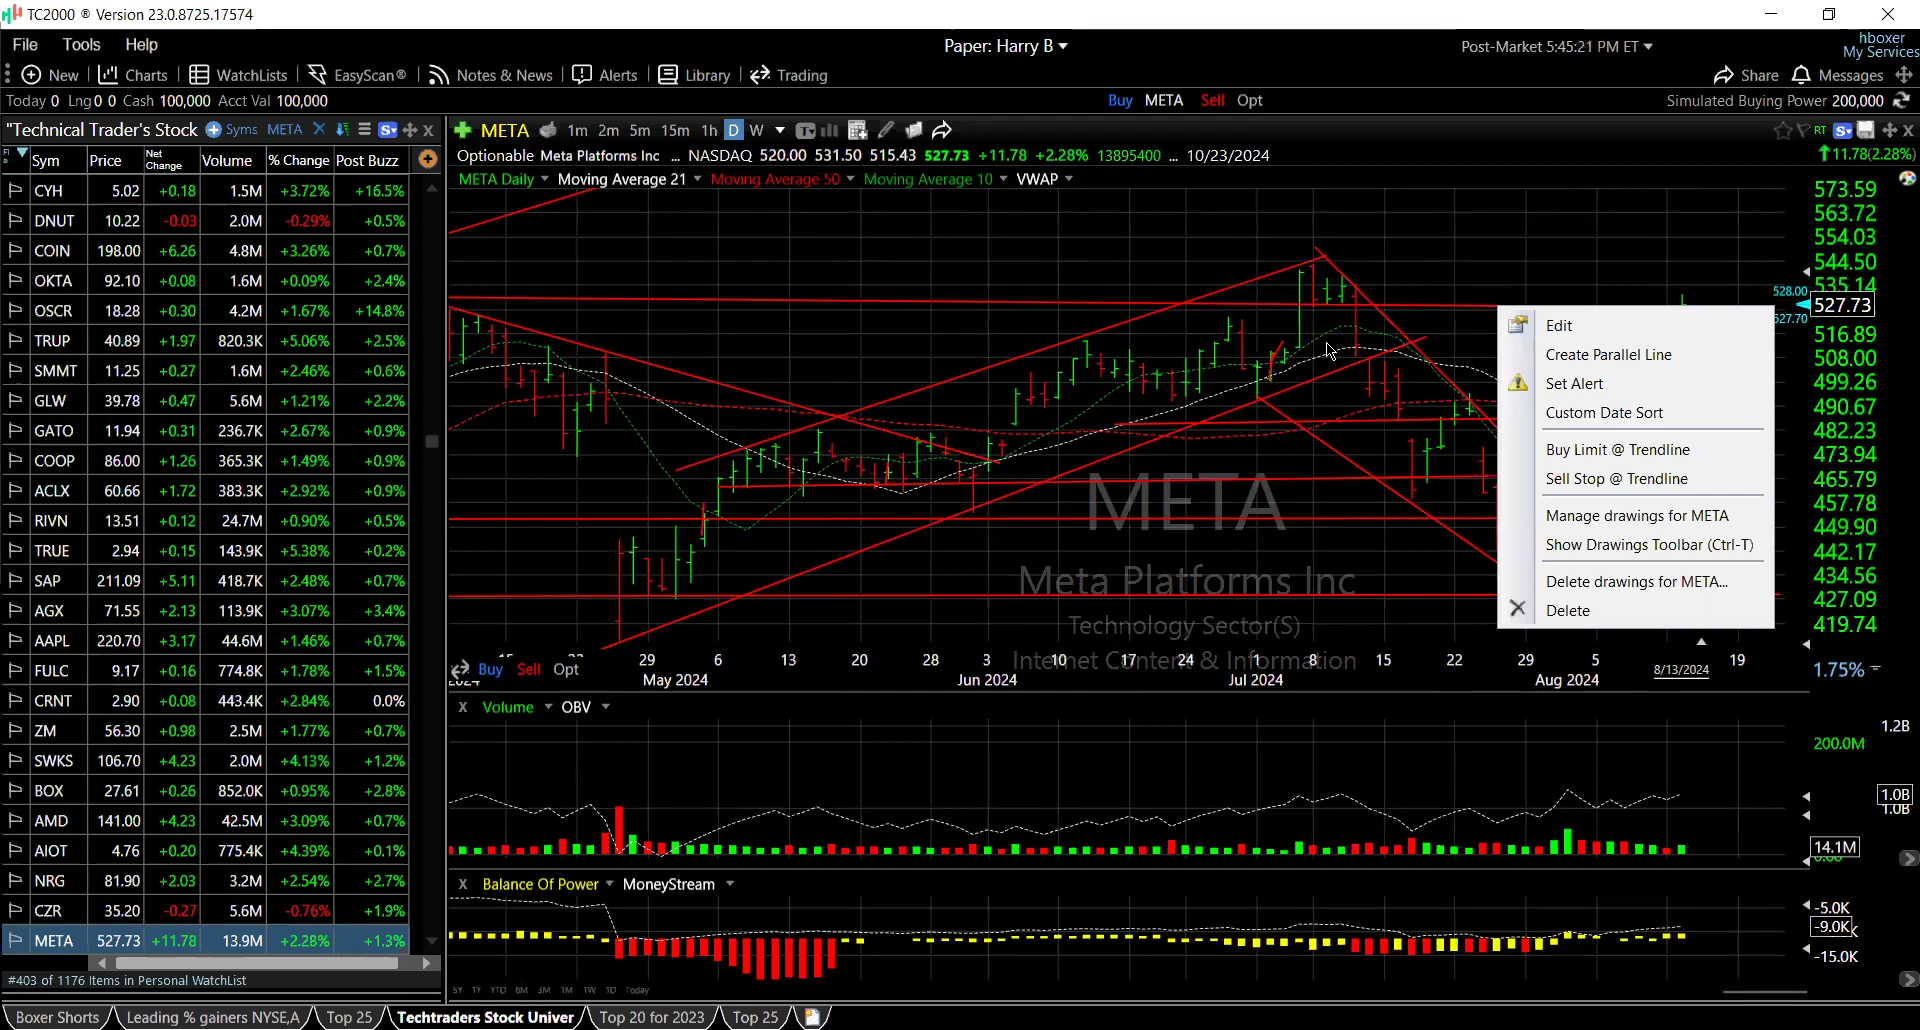 TC2000 ® Version 23.0.8725.17574
File Tools Help
Paper: Harry B
Post-Market 5:45:21 PM ET
hboxer
My Services
New Charts WatchLists EasyScan® Notes & News Alerts Library Trading
Share Messages
Today 0 Lng 0 0 Cash 100,000 Acct Val 100,000
Buy META Sell Opt
Simulated Buying Power 200,000
"Technical Trader's Stock Syms META
META 1m 2m 5m 15m 1h D W
RT
Sym Price Net Change Volume % Change Post Buzz
Optionable Meta Platforms Inc ... NASDAQ 520.00 531.50 515.43 527.73 +11.78 +2.28% 13895400 ... 10/23/2024
11.78(2.28%)
META Daily Moving Average 21 Moving Average 50 Moving Average 10 VWAP
CYH 5.02 +0.18 1.5M +3.72% +16.5%
DNUT 10.22 -0.03 2.0M -0.29% +0.5%
COIN 198.00 +6.26 4.8M +3.26% +0.7%
OKTA 92.10 +0.08 1.6M +0.09% +2.4%
OSCR 18.28 +0.30 4.2M +1.67% +14.8%
TRUP 40.89 +1.97 820.3K +5.06% +2.5%
SMMT 11.25 +0.27 1.6M +2.46% +0.6%
GLW 39.78 +0.47 5.6M +1.21% +2.2%
GATO 11.94 +0.31 236.7K +2.67% +0.9%
COOP 86.00 +1.26 365.3K +1.49% +0.9%
ACLX 60.66 +1.72 383.3K +2.92% +0.9%
RIVN 13.51 +0.12 24.7M +0.90% +0.5%
TRUE 2.94 +0.15 143.9K +5.38% +0.2%
SAP 211.09 +5.11 418.7K +2.48% +0.7%
AGX 71.55 +2.13 113.9K +3.07% +3.4%
AAPL 220.70 +3.17 44.6M +1.46% +0.7%
FULC 9.17 +0.16 774.8K +1.78% +1.5%
CRNT 2.90 +0.08 443.4K +2.84% 0.0%
ZM 56.30 +0.98 2.5M +1.77% +0.7%
SWKS 106.70 +4.23 2.0M +4.13% +1.2%
BOX 27.61 +0.26 852.0K +0.95% +2.8%
AMD 141.00 +4.23 42.5M +3.09% +0.7%
AIOT 4.76 +0.20 775.4K +4.39% +0.1%
NRG 81.90 +2.03 3.2M +2.54% +2.7%
CZR 35.20 -0.27 5.6M -0.76% +1.9%
META 527.73 +11.78 13.9M +2.28% +1.3%
#403 of 1176 Items in Personal WatchList
573.59
563.72
554.03
544.50
535.14
528.00
527.73
527.70
516.89
508.00
499.26
490.67
482.23
473.94
465.79
457.78
449.90
442.17
434.56
427.09
419.74
1.75%
Edit
Create Parallel Line
Set Alert
Custom Date Sort
Buy Limit @ Trendline
Sell Stop @ Trendline
Manage drawings for META
Show Drawings Toolbar (Ctrl-T)
Delete drawings for META...
Delete
META
Meta Platforms Inc
Technology Sector(S)
Internet Content & Information
15 29 6 13 20 28 3 10 17 24 1 8 15 22 29 5 19
Buy Sell Opt
May 2024 Jun 2024 Jul 2024 Aug 2024 8/13/2024
X Volume OBV
1.2B
200.0M
1.0B
1.0B
14.1M
0.00
X Balance Of Power MoneyStream
-5.0K
-9.0K
-15.0K
5Y 1Y YTD 6M 3M 1M 1W 1D Today
Boxer Shorts Leading % gainers NYSE,A Top 25 Techtraders Stock Univer Top 20 for 2023 Top 25